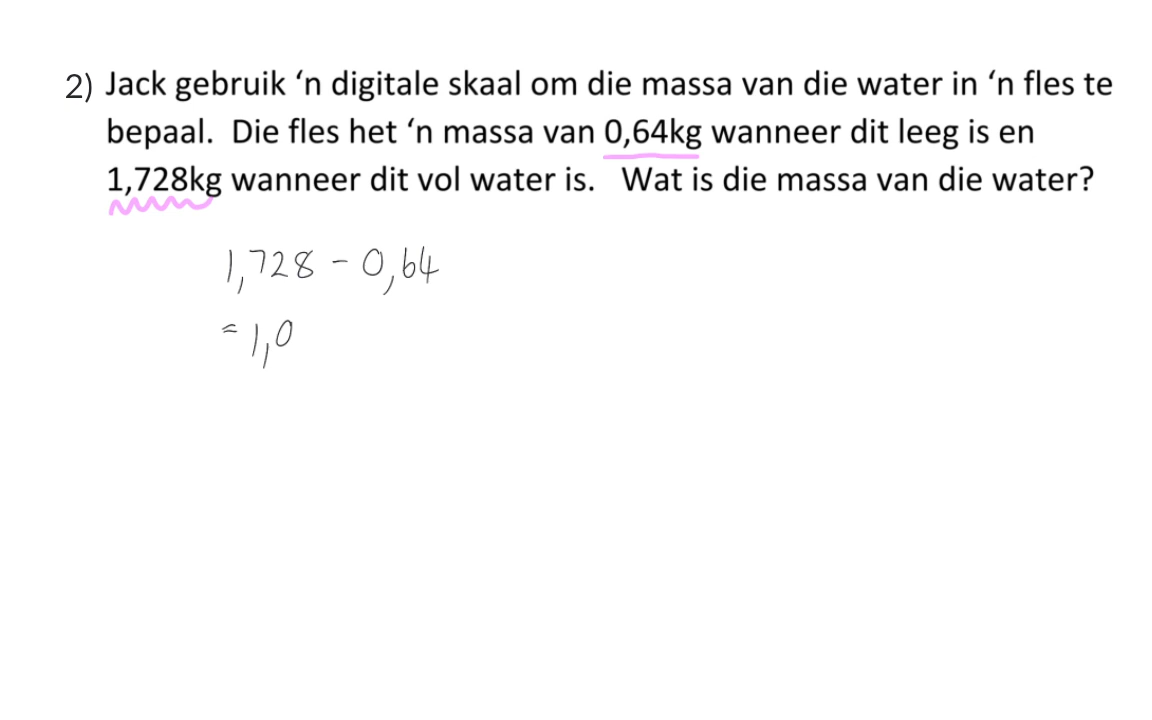 2) Jack gebruik ‘n digitale skaal om die massa van die water in ‘n fles te
bepaal.  Die fles het ‘n massa van 0,64kg wanneer dit leeg is en
1,728kg wanneer dit vol water is.   Wat is die massa van die water?
1,728 - 0,64
= 1,0